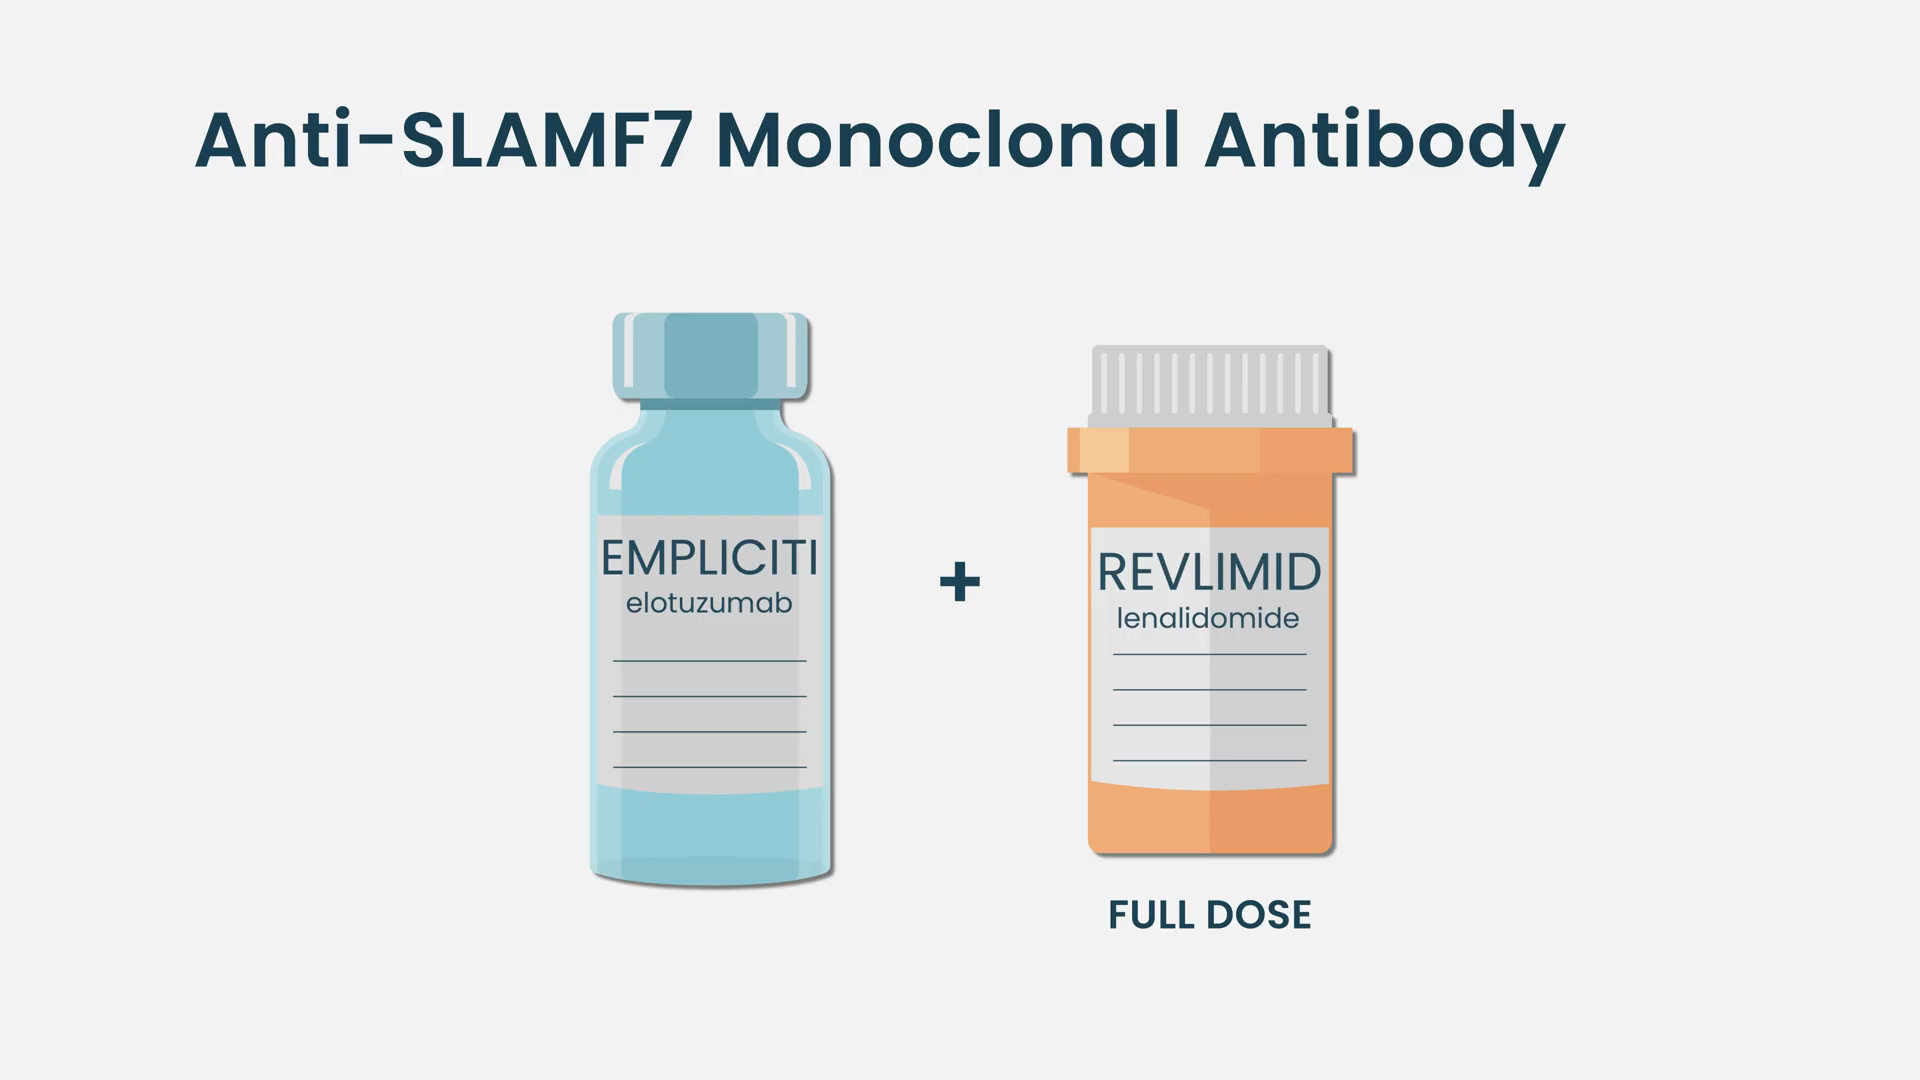 Anti-SLAMF7 Monoclonal Antibody
EMPLICITI
elotuzumab
+
REVLIMID
lenalidomide
FULL DOSE